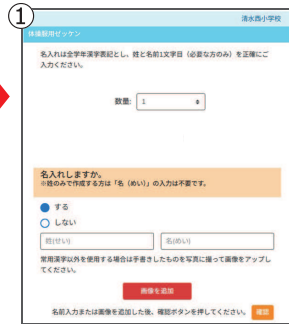 ①
清水西小学校
体操服用ゼッケン
名入れは全学年漢字表記とし、姓と名前1文字目（必要な方のみ）を正確にご
入力ください。
数量: 1
名入れしますか。
※姓のみで作成する方は「名（めい）」の入力は不要です。
する
しない
姓(せい) 名(めい)
常用漢字以外を使用する場合は手書きしたものを写真に撮って画像をアップし
てください。
画像を追加
名前入力または画像を追加した後、確認ボタンを押してください。 確認